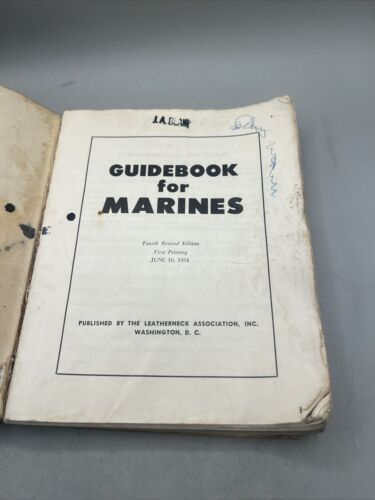 J.A.BLAIR
GUIDEBOOK
for
MARINES
Fourth Revised Edition
First Printing
JUNE 10, 1954
PUBLISHED BY THE LEATHERNECK ASSOCIATION, INC.
WASHINGTON, D. C.